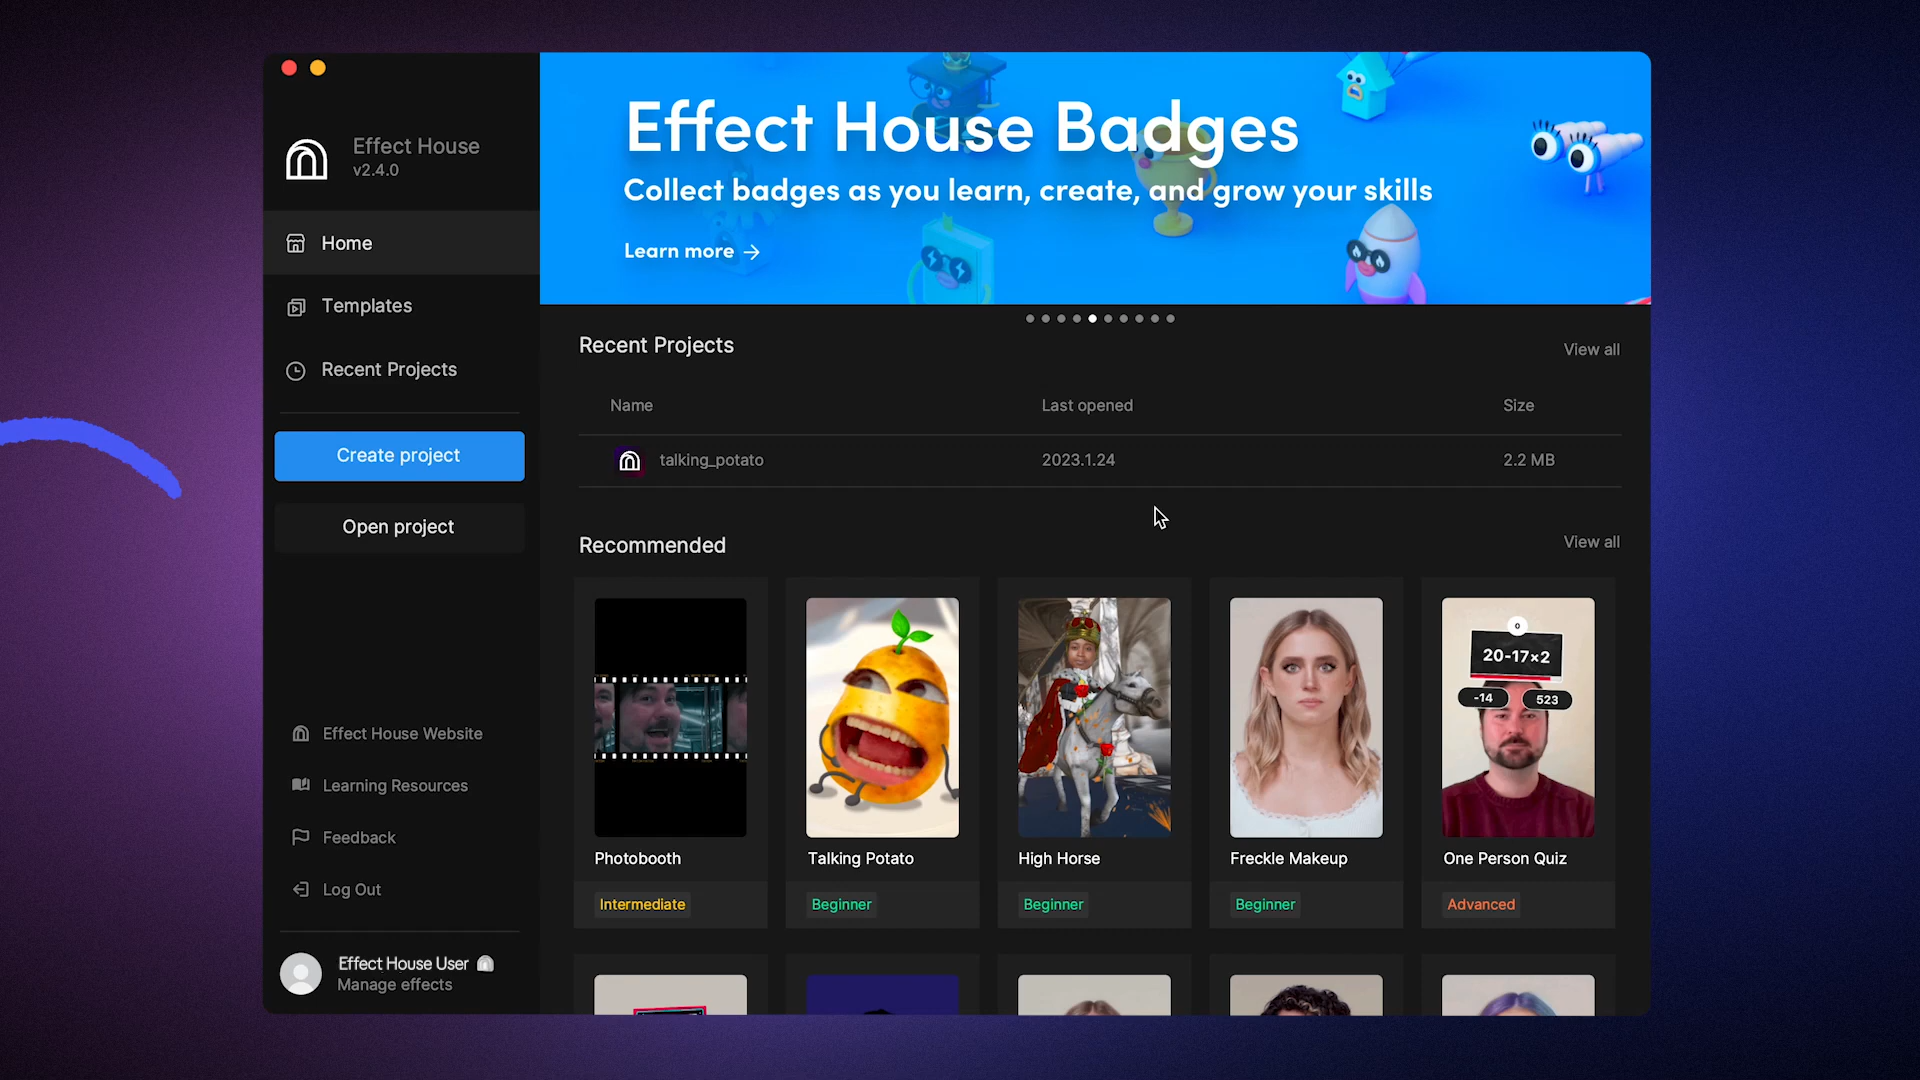 Effect House
v2.4.0
Home
Templates
Recent Projects
Create project
Open project
Effect House Website
Learning Resources
Feedback
Log Out
Effect House User
Manage effects
Effect House Badges
Collect badges as you learn, create, and grow your skills
Learn more →
Recent Projects
View all
Name Last opened Size
talking_potato 2023.1.24 2.2 MB
Recommended
View all
0
20-17×2
-14 523
Photobooth Talking Potato High Horse Freckle Makeup One Person Quiz
Intermediate Beginner Beginner Beginner Advanced